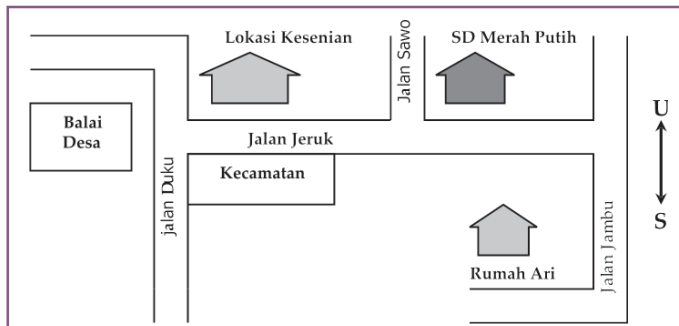 Lokasi Kesenian
Jalan Sawo
SD Merah Putih
U
S
Balai
Desa
Jalan Jeruk
Kecamatan
jalan Duku
Rumah Ari
Jalan Jambu